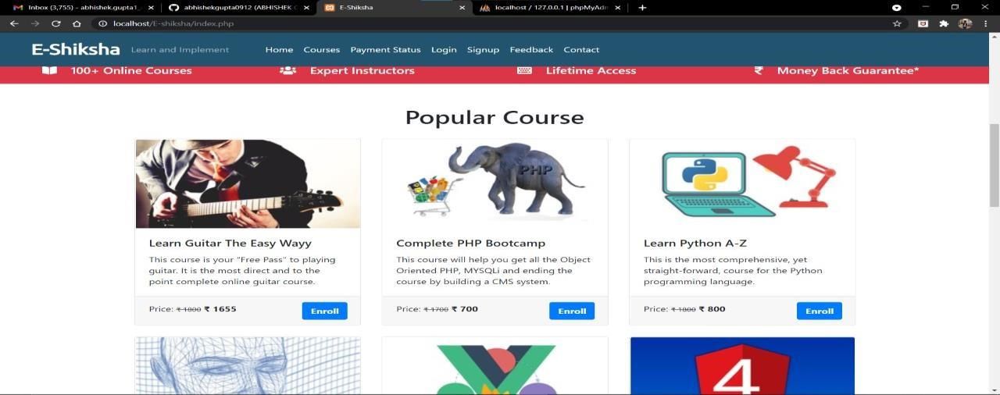 Inbox (3,755) - abhishek.gupta1
abhishekgupta0912 (ABHISHEK
E-Shiksha
localhost / 127.0.0.1 | phpMyAdm
localhost/E-shiksha/index.php
E-Shiksha Learn and Implement Home Courses Payment Status Login Signup Feedback Contact
100+ Online Courses Expert Instructors Lifetime Access Money Back Guarantee*
Popular Course
PHP
Learn Guitar The Easy Wayy
This course is your "Free Pass" to playing
guitar. It is the most direct and to the
point complete online guitar course.
Price: ₹ 1800 ₹ 1655 Enroll
Complete PHP Bootcamp
This course will help you get all the Object
Oriented PHP, MYSQLi and ending the
course by building a CMS system.
Price: ₹ 1700 ₹ 700 Enroll
Learn Python A-Z
This is the most comprehensive, yet
straight-forward, course for the Python
programming language.
Price: ₹ 1800 ₹ 800 Enroll
4